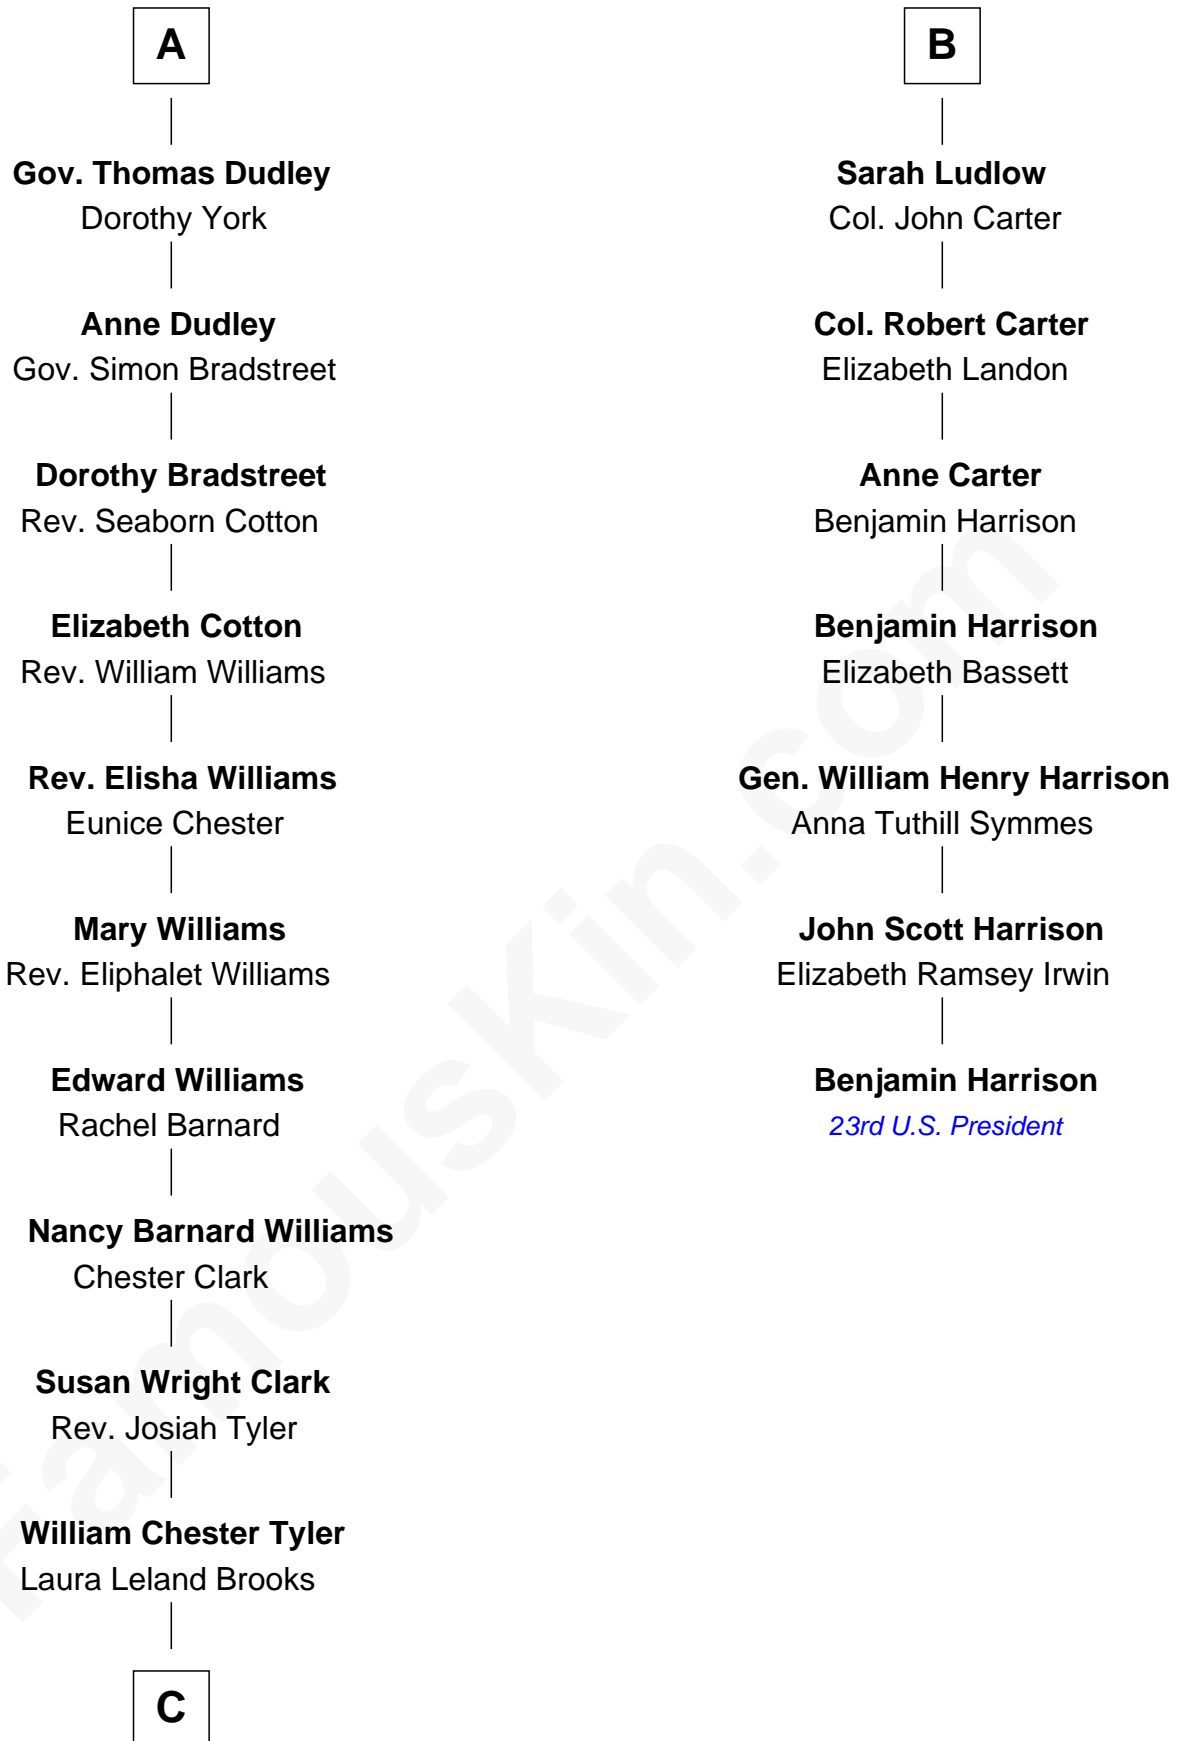 A
Gov. Thomas Dudley
Dorothy York
Anne Dudley
Gov. Simon Bradstreet
Dorothy Bradstreet
Rev. Seaborn Cotton
Elizabeth Cotton
Rev. William Williams
Rev. Elisha Williams
Eunice Chester
Mary Williams
Rev. Eliphalet Williams
Edward Williams
Rachel Barnard
Nancy Barnard Williams
Chester Clark
Susan Wright Clark
Rev. Josiah Tyler
William Chester Tyler
Laura Leland Brooks
C
B
Sarah Ludlow
Col. John Carter
Col. Robert Carter
Elizabeth Landon
Anne Carter
Benjamin Harrison
Benjamin Harrison
Elizabeth Bassett
Gen. William Henry Harrison
Anna Tuthill Symmes
John Scott Harrison
Elizabeth Ramsey Irwin
Benjamin Harrison
23rd U.S. President
FamousKin.com